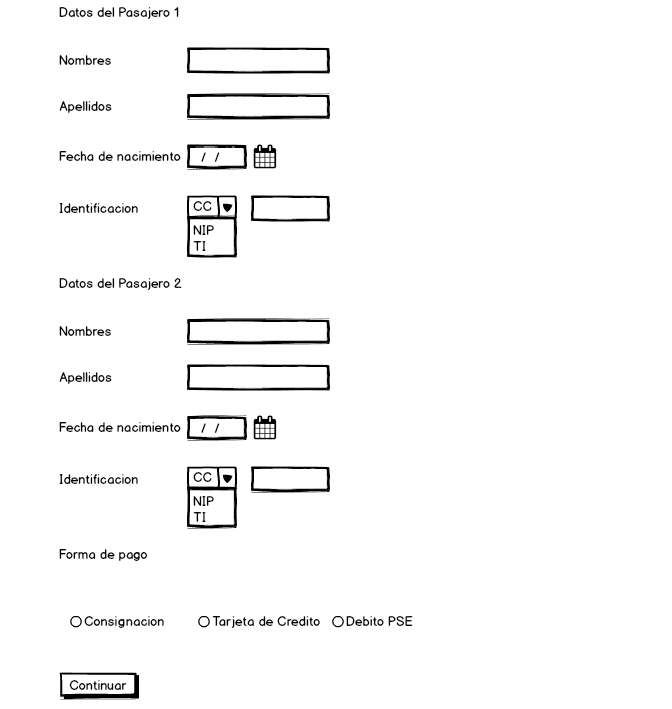 Datos del Pasajero 1
Nombres
Apellidos
Fecha de nacimiento / /
Identificacion CC
NIP
TI
Datos del Pasajero 2
Nombres
Apellidos
Fecha de nacimiento / /
Identificacion CC
NIP
TI
Forma de pago
Consignacion Tarjeta de Credito Debito PSE
Continuar